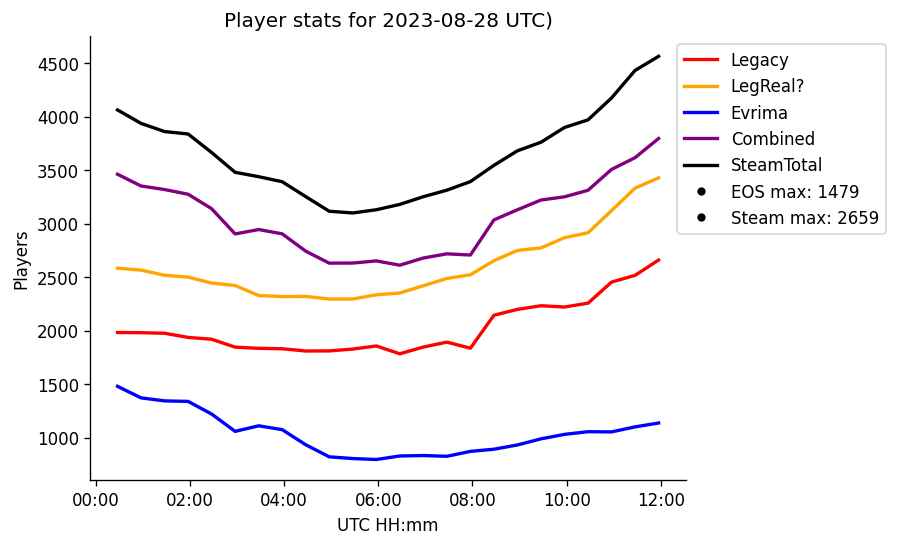 Player stats for 2023-08-28 UTC)
Players
4500
4000
3500
3000
2500
2000
1500
1000
00:00 02:00 04:00 06:00 08:00 10:00 12:00
UTC HH:mm
Legacy
LegReal?
Evrima
Combined
SteamTotal
EOS max: 1479
Steam max: 2659